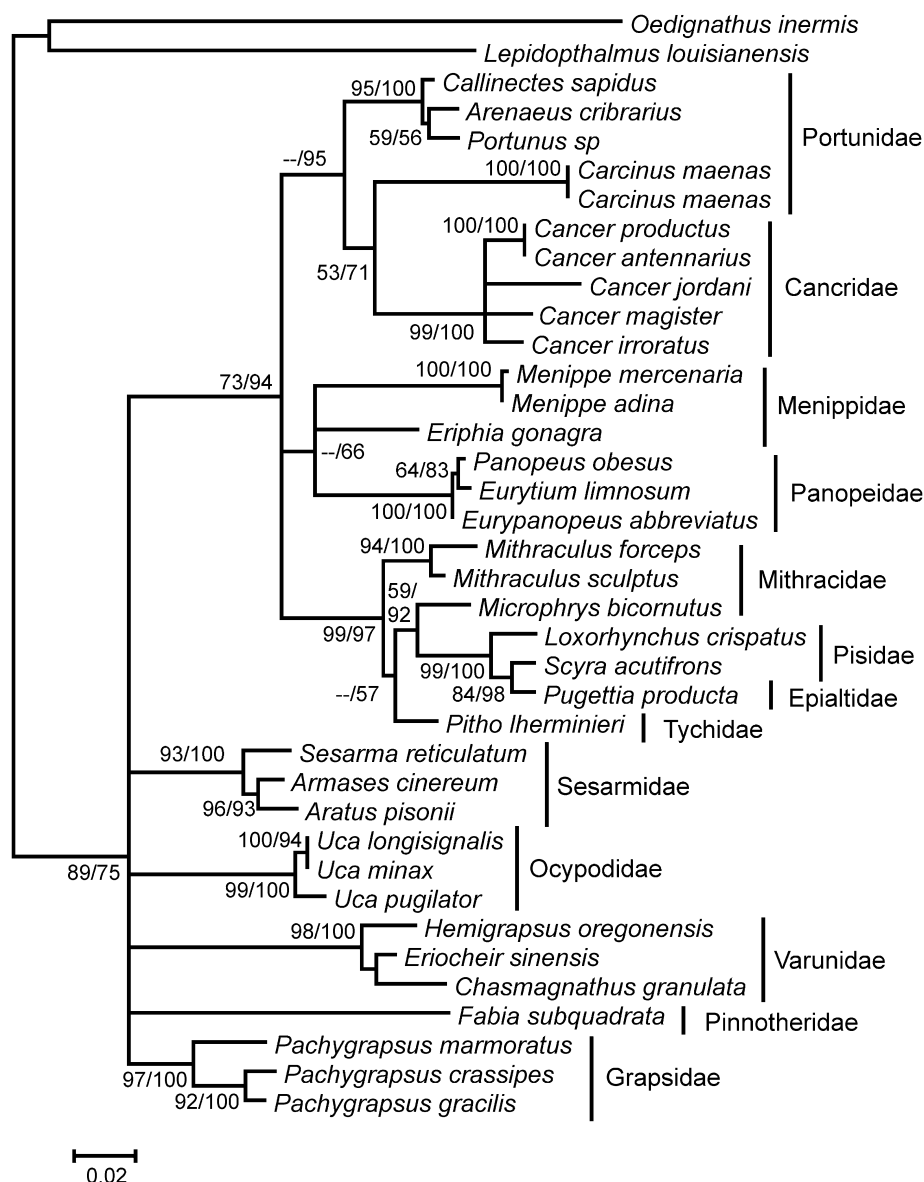 Oedignathus inermis
Lepidopthalmus louisianensis
Callinectes sapidus
95/100
Arenaeus cribrarius
59/56
Portunus sp
Portunidae
--/95
100/100
Carcinus maenas
Carcinus maenas
100/100
Cancer productus
Cancer antennarius
53/71
Cancer jordani
Cancridae
Cancer magister
99/100
Cancer irroratus
73/94
100/100
Menippe mercenaria
Menippe adina
Menippidae
Eriphia gonagra
--/66
64/83
Panopeus obesus
Eurytium limnosum
Panopeidae
100/100
Eurypanopeus abbreviatus
94/100
Mithraculus forceps
Mithraculus sculptus
Mithracidae
59/
92
Microphrys bicornutus
99/97
Loxorhynchus crispatus
Pisidae
99/100
Scyra acutifrons
84/98
Pugettia producta
Epialtidae
--/57
Pitho lherminieri
Tychidae
93/100
Sesarma reticulatum
Armases cinereum
Sesarmidae
96/93
Aratus pisonii
100/94
Uca longisignalis
Uca minax
Ocypodidae
89/75
99/100
Uca pugilator
98/100
Hemigrapsus oregonensis
Eriocheir sinensis
Varunidae
Chasmagnathus granulata
Fabia subquadrata
Pinnotheridae
Pachygrapsus marmoratus
97/100
Pachygrapsus crassipes
Grapsidae
92/100
Pachygrapsus gracilis
0.02